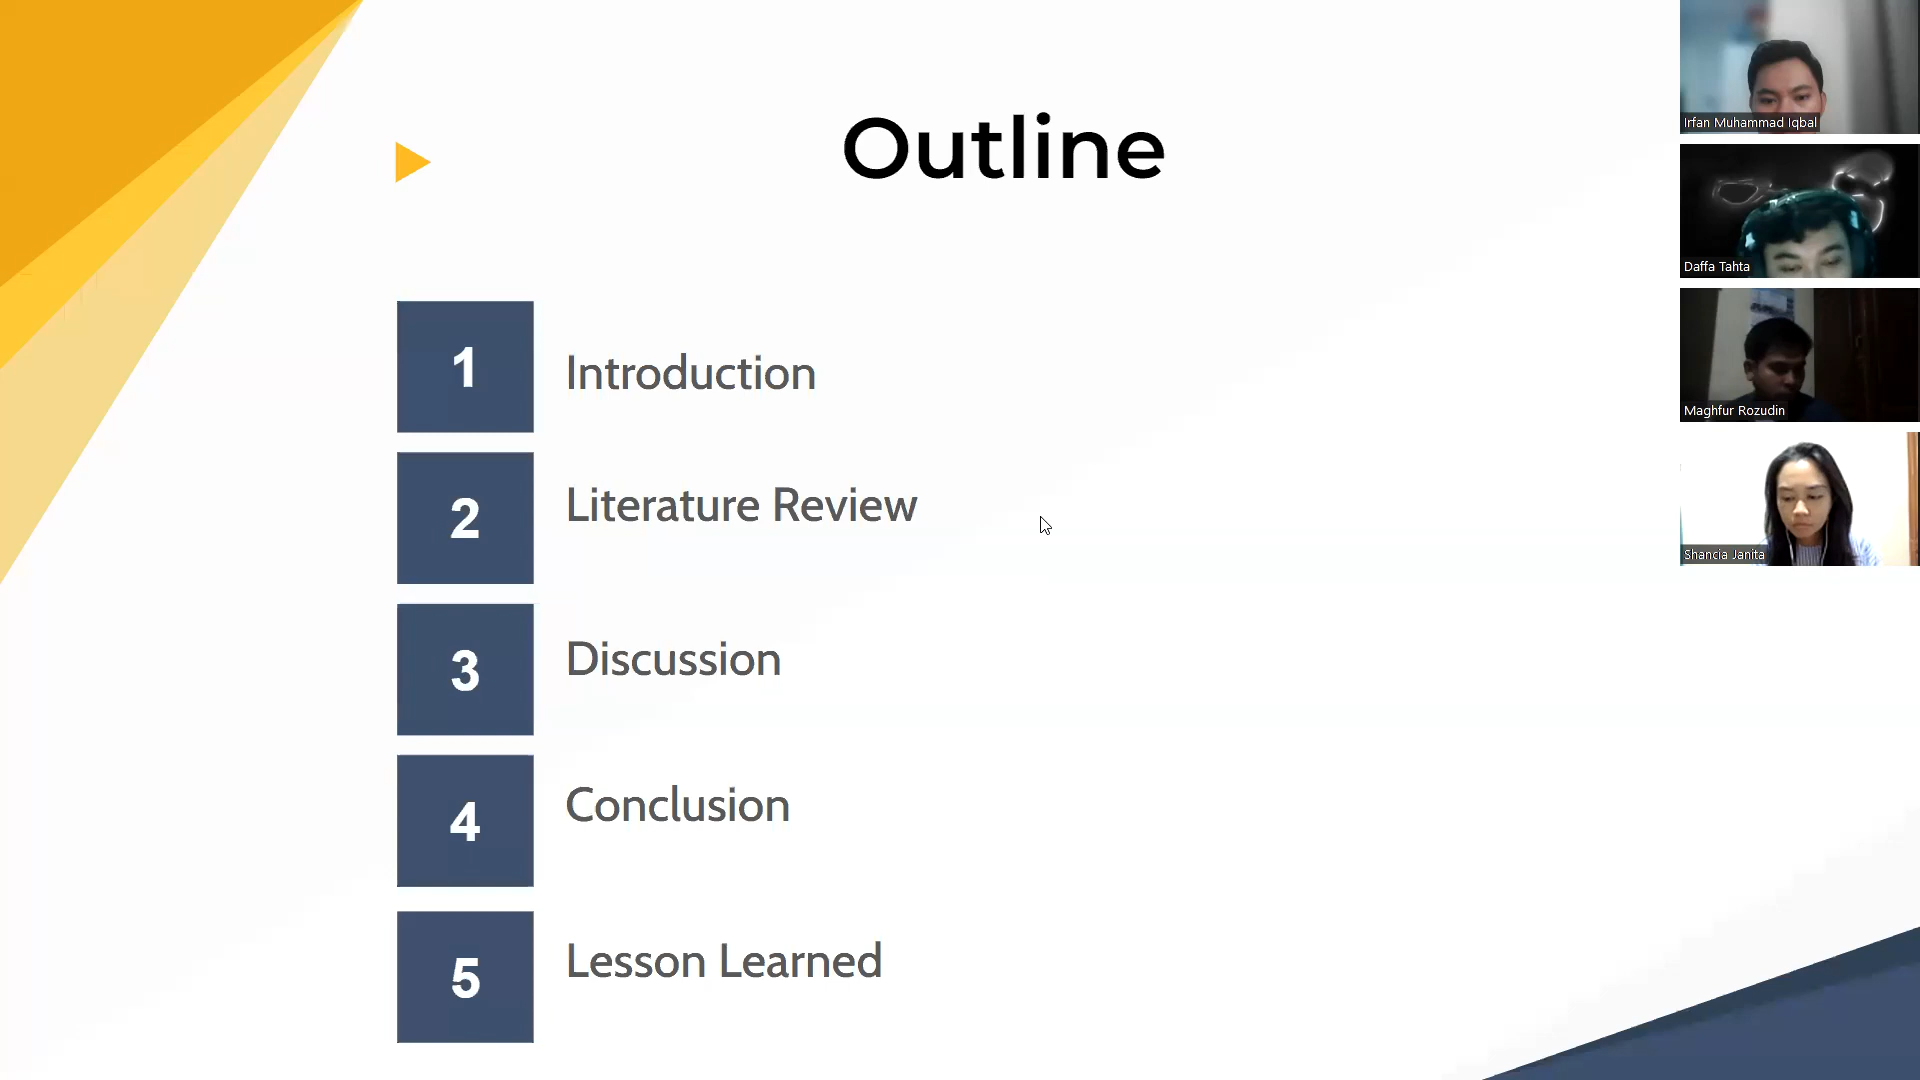 Outline
1
Introduction
2
Literature Review
3
Discussion
4
Conclusion
5
Lesson Learned
Irfan Muhammad Iqbal
Daffa Tahta
Maghfur Rozudin
Shancia Janita